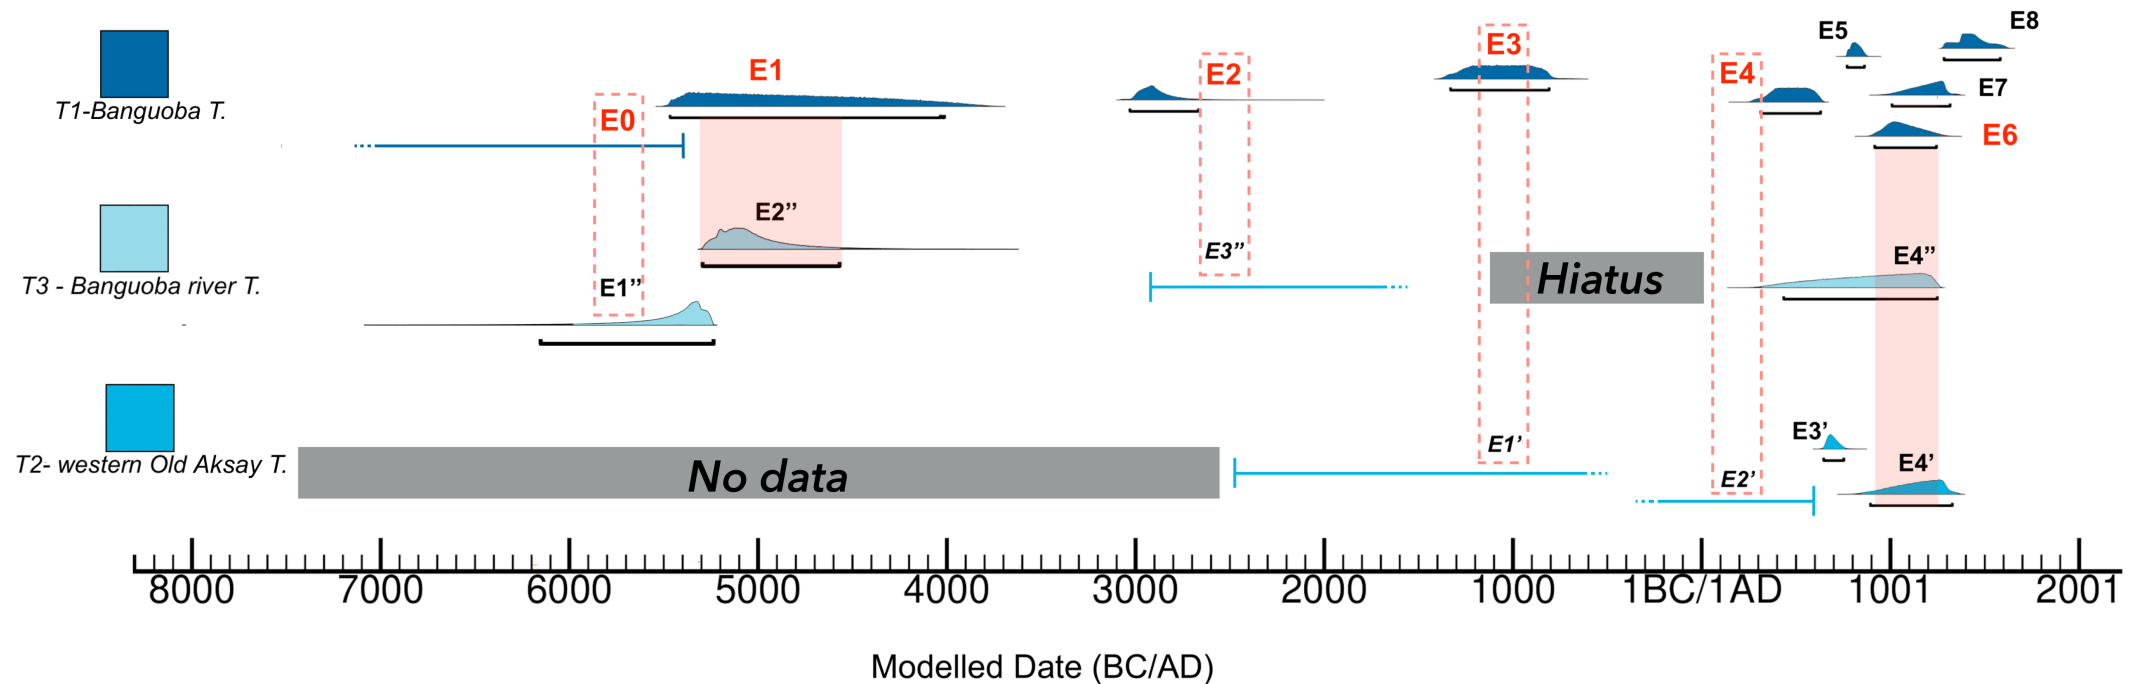 E8
E5
E3
E1
E2
E4
T1-Banguoba T.
E7
E0
E6
E2”
E3”
E4”
Hiatus
T3 - Banguoba river T.
E1”
E3’
E1’
T2- western Old Aksay T.
No data
E4’
E2’
8000 7000 6000 5000 4000 3000 2000 1000 1BC/1AD 1001 2001
Modelled Date (BC/AD)